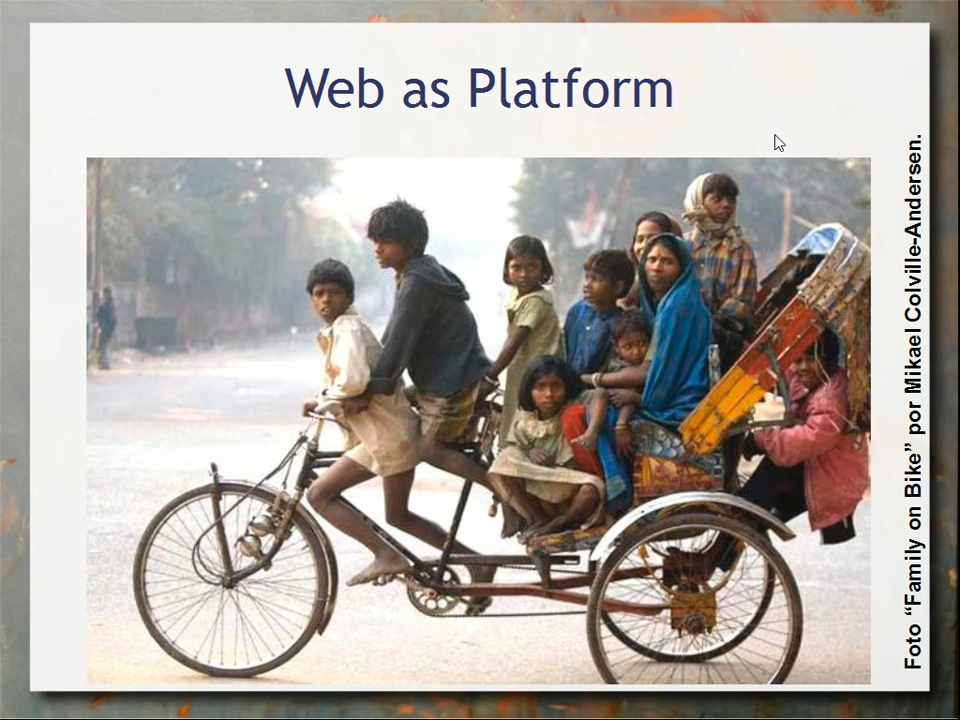 Web as Platform
Foto “Family on Bike” por Mikael Colville-Andersen.